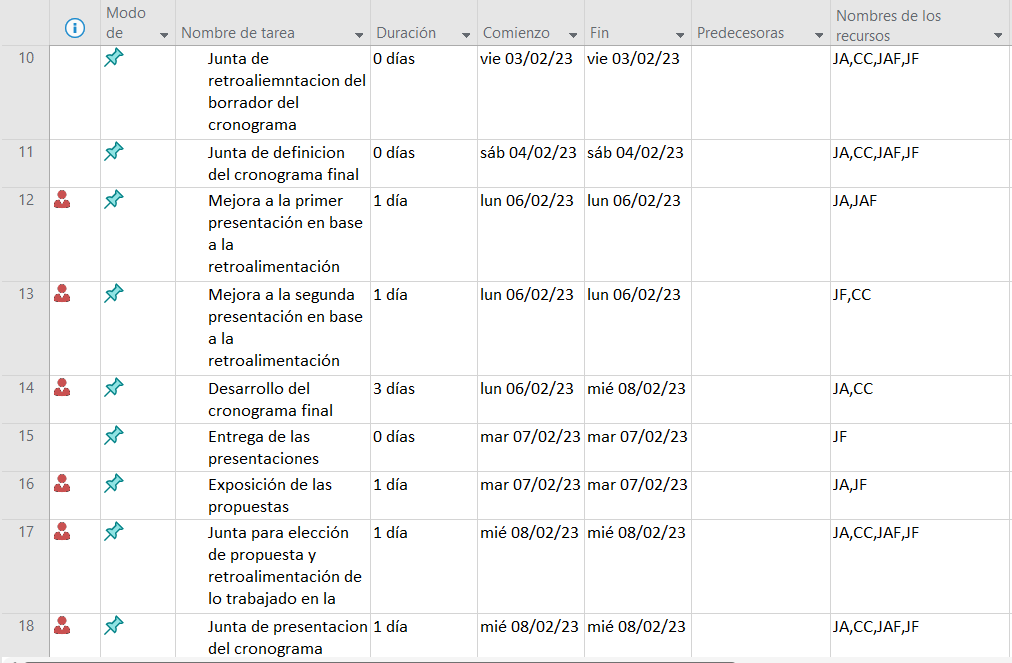 Modo de
Nombre de tarea
Duración
Comienzo
Fin
Predecesoras
Nombres de los recursos
10
Junta de
retroaliemntacion del
borrador del
cronograma
0 días
vie 03/02/23
vie 03/02/23
JA,CC,JAF,JF
11
Junta de definicion
del cronograma final
0 días
sáb 04/02/23
sáb 04/02/23
JA,CC,JAF,JF
12
Mejora a la primer
presentación en base
a la
retroalimentación
1 día
lun 06/02/23
lun 06/02/23
JA,JAF
13
Mejora a la segunda
presentación en base
a la
retroalimentación
1 día
lun 06/02/23
lun 06/02/23
JF,CC
14
Desarrollo del
cronograma final
3 días
lun 06/02/23
mié 08/02/23
JA,CC
15
Entrega de las
presentaciones
0 días
mar 07/02/23
mar 07/02/23
JF
16
Exposición de las
propuestas
1 día
mar 07/02/23
mar 07/02/23
JA,JF
17
Junta para elección
de propuesta y
retroalimentación de
lo trabajado en la
1 día
mié 08/02/23
mié 08/02/23
JA,CC,JAF,JF
18
Junta de presentacion
del cronograma
1 día
mié 08/02/23
mié 08/02/23
JA,CC,JAF,JF